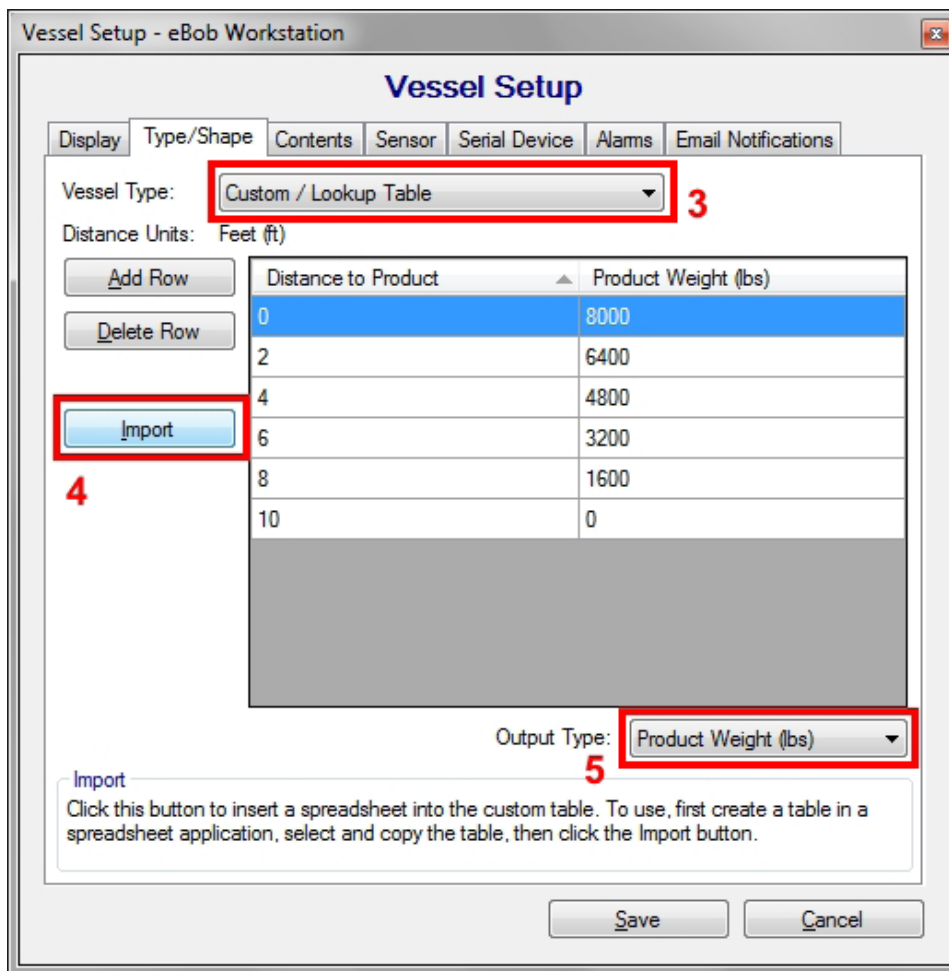 Vessel Setup - eBob Workstation
Vessel Setup
Display Type/Shape Contents Sensor Serial Device Alarms Email Notifications
Vessel Type: Custom / Lookup Table 3
Distance Units: Feet (ft)
Add Row Distance to Product Product Weight (lbs)
0 8000
Delete Row
2 6400
4 4800
Import
6 3200
4
8 1600
10 0
Output Type: Product Weight (lbs)
5
Import
Click this button to insert a spreadsheet into the custom table. To use, first create a table in a
spreadsheet application, select and copy the table, then click the Import button.
Save Cancel